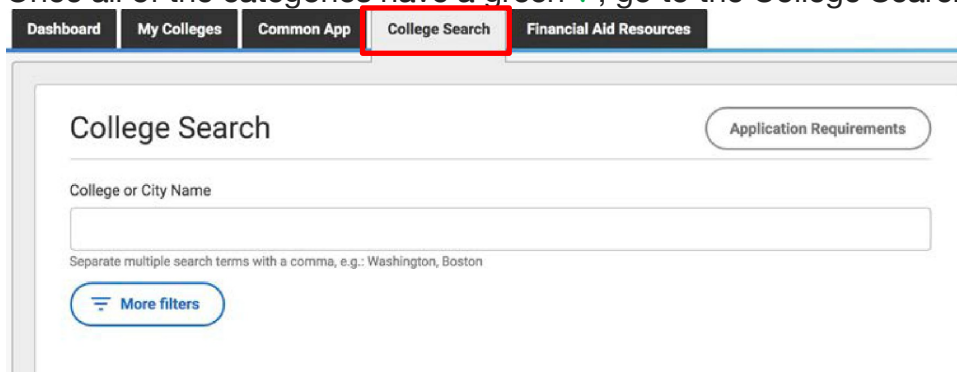 Once all of the categories have a green ✓, go to the College Search
Dashboard My Colleges Common App College Search Financial Aid Resources
College Search
Application Requirements
College or City Name
Separate multiple search terms with a comma, e.g.: Washington, Boston
More filters